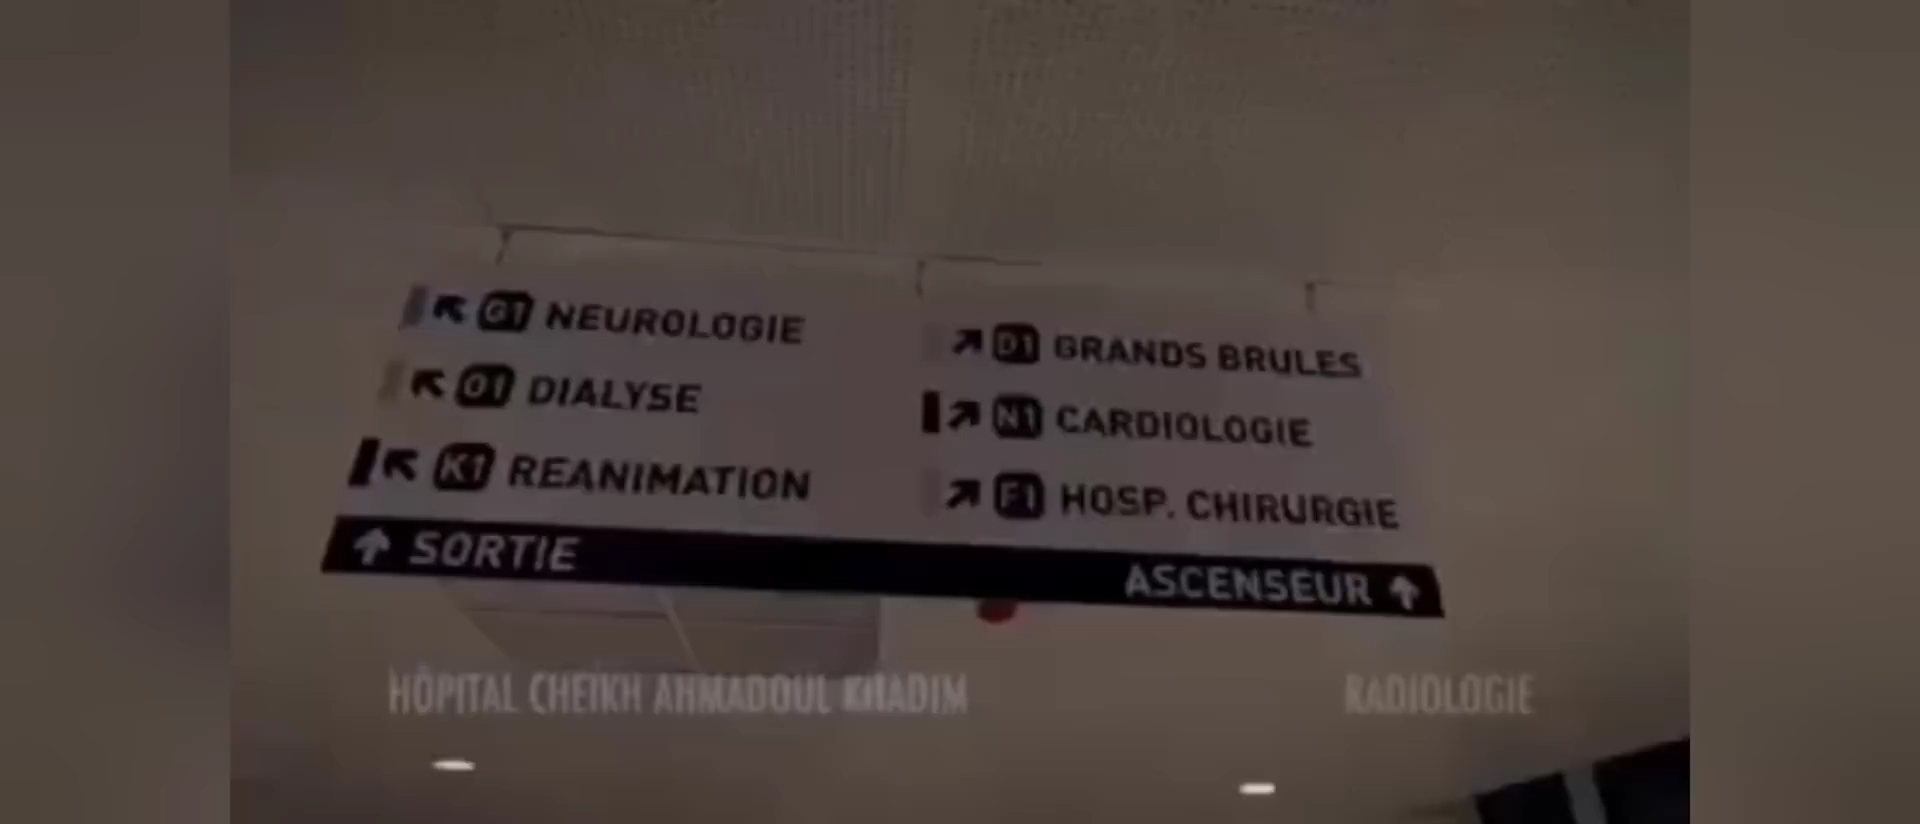 G1 NEUROLOGIE
O1 DIALYSE
K1 REANIMATION
D1 GRANDS BRULES
N1 CARDIOLOGIE
F1 HOSP. CHIRURGIE
SORTIE
ASCENSEUR
HÔPITAL CHEIKH AHMADOUL KHADIM
RADIOLOGIE